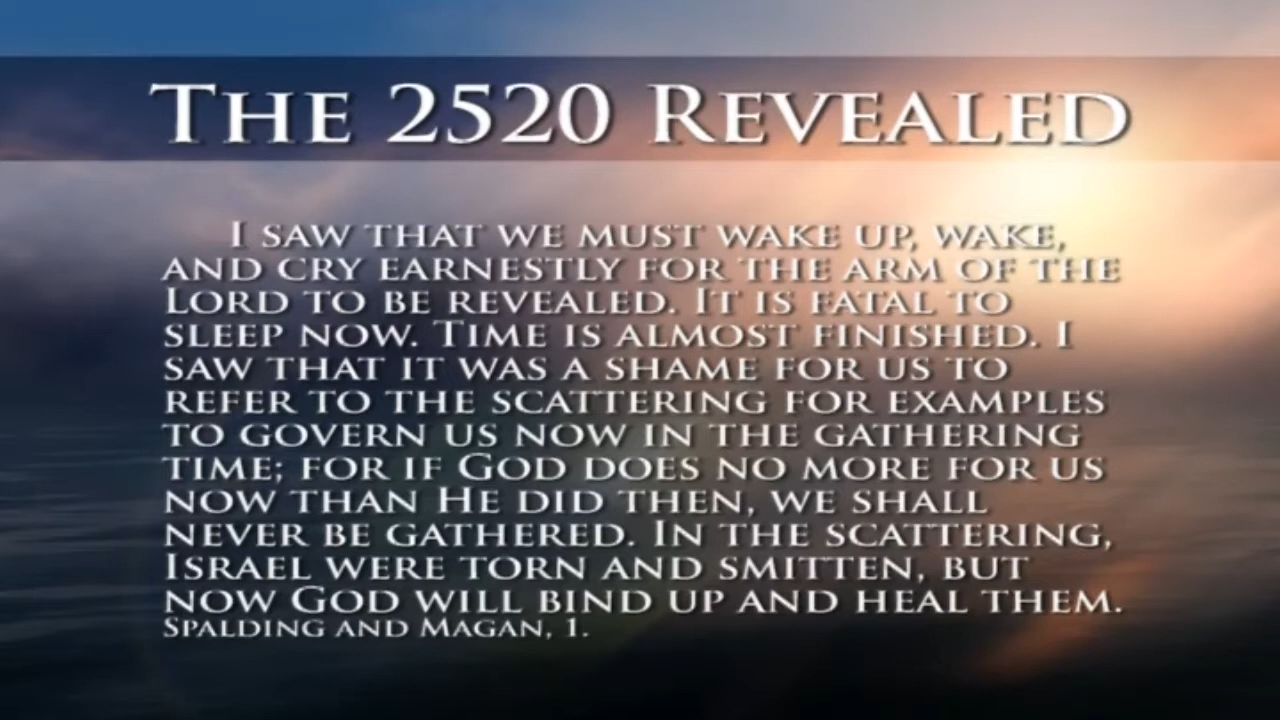 The 2520 Revealed
I saw that we must wake up, wake,
and cry earnestly for the arm of the
Lord to be revealed. It is fatal to
sleep now. Time is almost finished. I
saw that it was a shame for us to
refer to the scattering for examples
to govern us now in the gathering
time; for if God does no more for us
now than He did then, we shall
never be gathered. In the scattering,
Israel were torn and smitten, but
now God will bind up and heal them.
Spalding and Magan, 1.